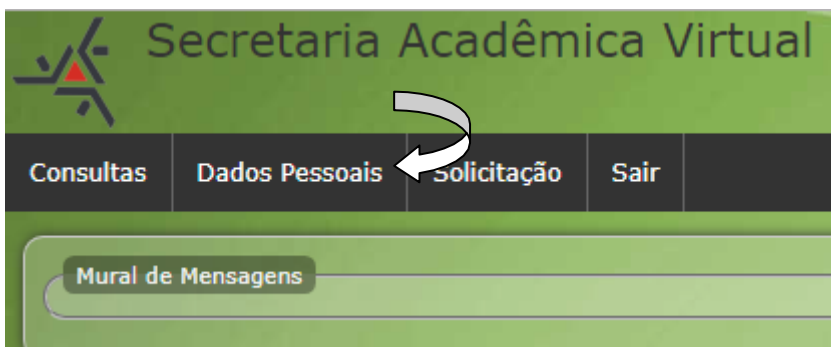 Secretaria Acadêmica Virtual
Consultas Dados Pessoais Solicitação Sair
Mural de Mensagens